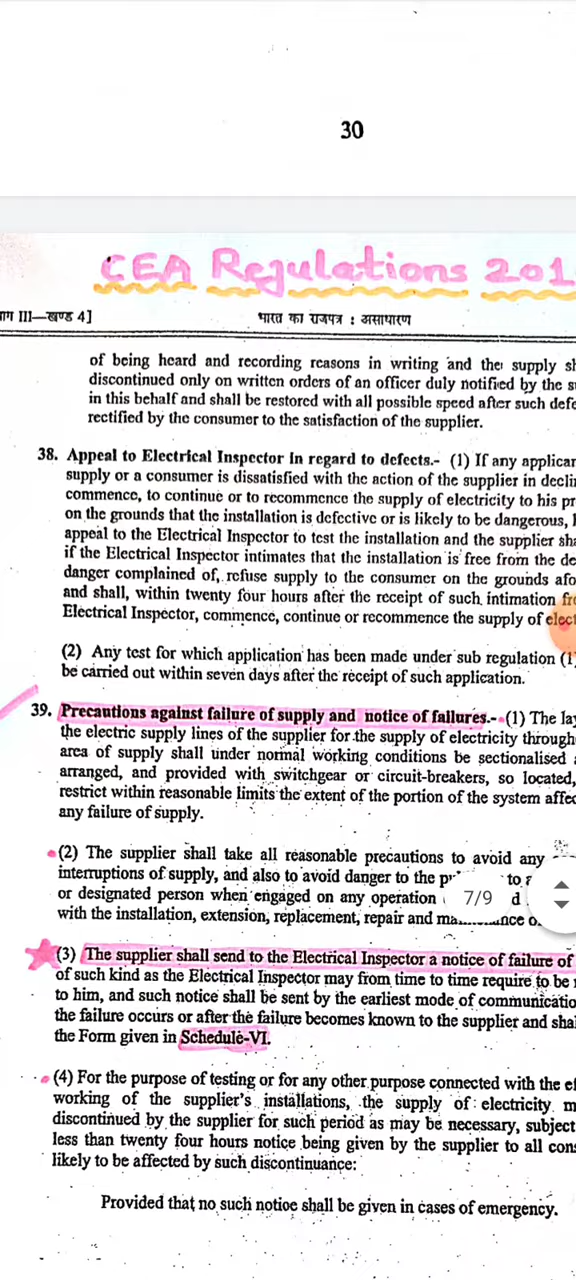 30
CEA Regulations 201
भाग III—खण्ड 4]
भारत का राजपत्र : असाधारण
of being heard and recording reasons in writing and the supply sh
discontinued only on written orders of an officer duly notified by the s
in this behalf and shall be restored with all possible speed after such defe
rectified by the consumer to the satisfaction of the supplier.
38. Appeal to Electrical Inspector in regard to defects.- (1) If any applican
supply or a consumer is dissatisfied with the action of the supplier in declin
commence, to continue or to recommence the supply of electricity to his pr
on the grounds that the installation is defective or is likely to be dangerous,
appeal to the Electrical Inspector to test the installation and the supplier sha
if the Electrical Inspector intimates that the installation is free from the de
danger complained of, refuse supply to the consumer on the grounds afo
and shall, within twenty four hours after the receipt of such intimation fro
Electrical Inspector, commence, continue or recommence the supply of elect
(2) Any test for which application has been made under sub regulation (1)
be carried out within seven days after the receipt of such application.
39. Precautions against failure of supply and notice of failures.- (1) The lay
the electric supply lines of the supplier for the supply of electricity through
area of supply shall under normal working conditions be sectionalised
arranged, and provided with switchgear or circuit-breakers, so located,
restrict within reasonable limits the extent of the portion of the system affec
any failure of supply.
(2) The supplier shall take all reasonable precautions to avoid any
interruptions of supply, and also to avoid danger to the to
or designated person when engaged on any operation
7/9
with the installation, extension, replacement, repair and
(3) The supplier shall send to the Electrical Inspector a notice of failure of
of such kind as the Electrical Inspector may from time to time require to be
to him, and such notice shall be sent by the earliest mode of communicatio
the failure occurs or after the failure becomes known to the supplier and sha
the Form given in Schedule-VI.
(4) For the purpose of testing or for any other purpose connected with the ef
working of the supplier's installations, the supply of electricity m
discontinued by the supplier for such period as may be necessary, subject
less than twenty four hours notice being given by the supplier to all cons
likely to be affected by such discontinuance:
Provided that no such notice shall be given in cases of emergency.